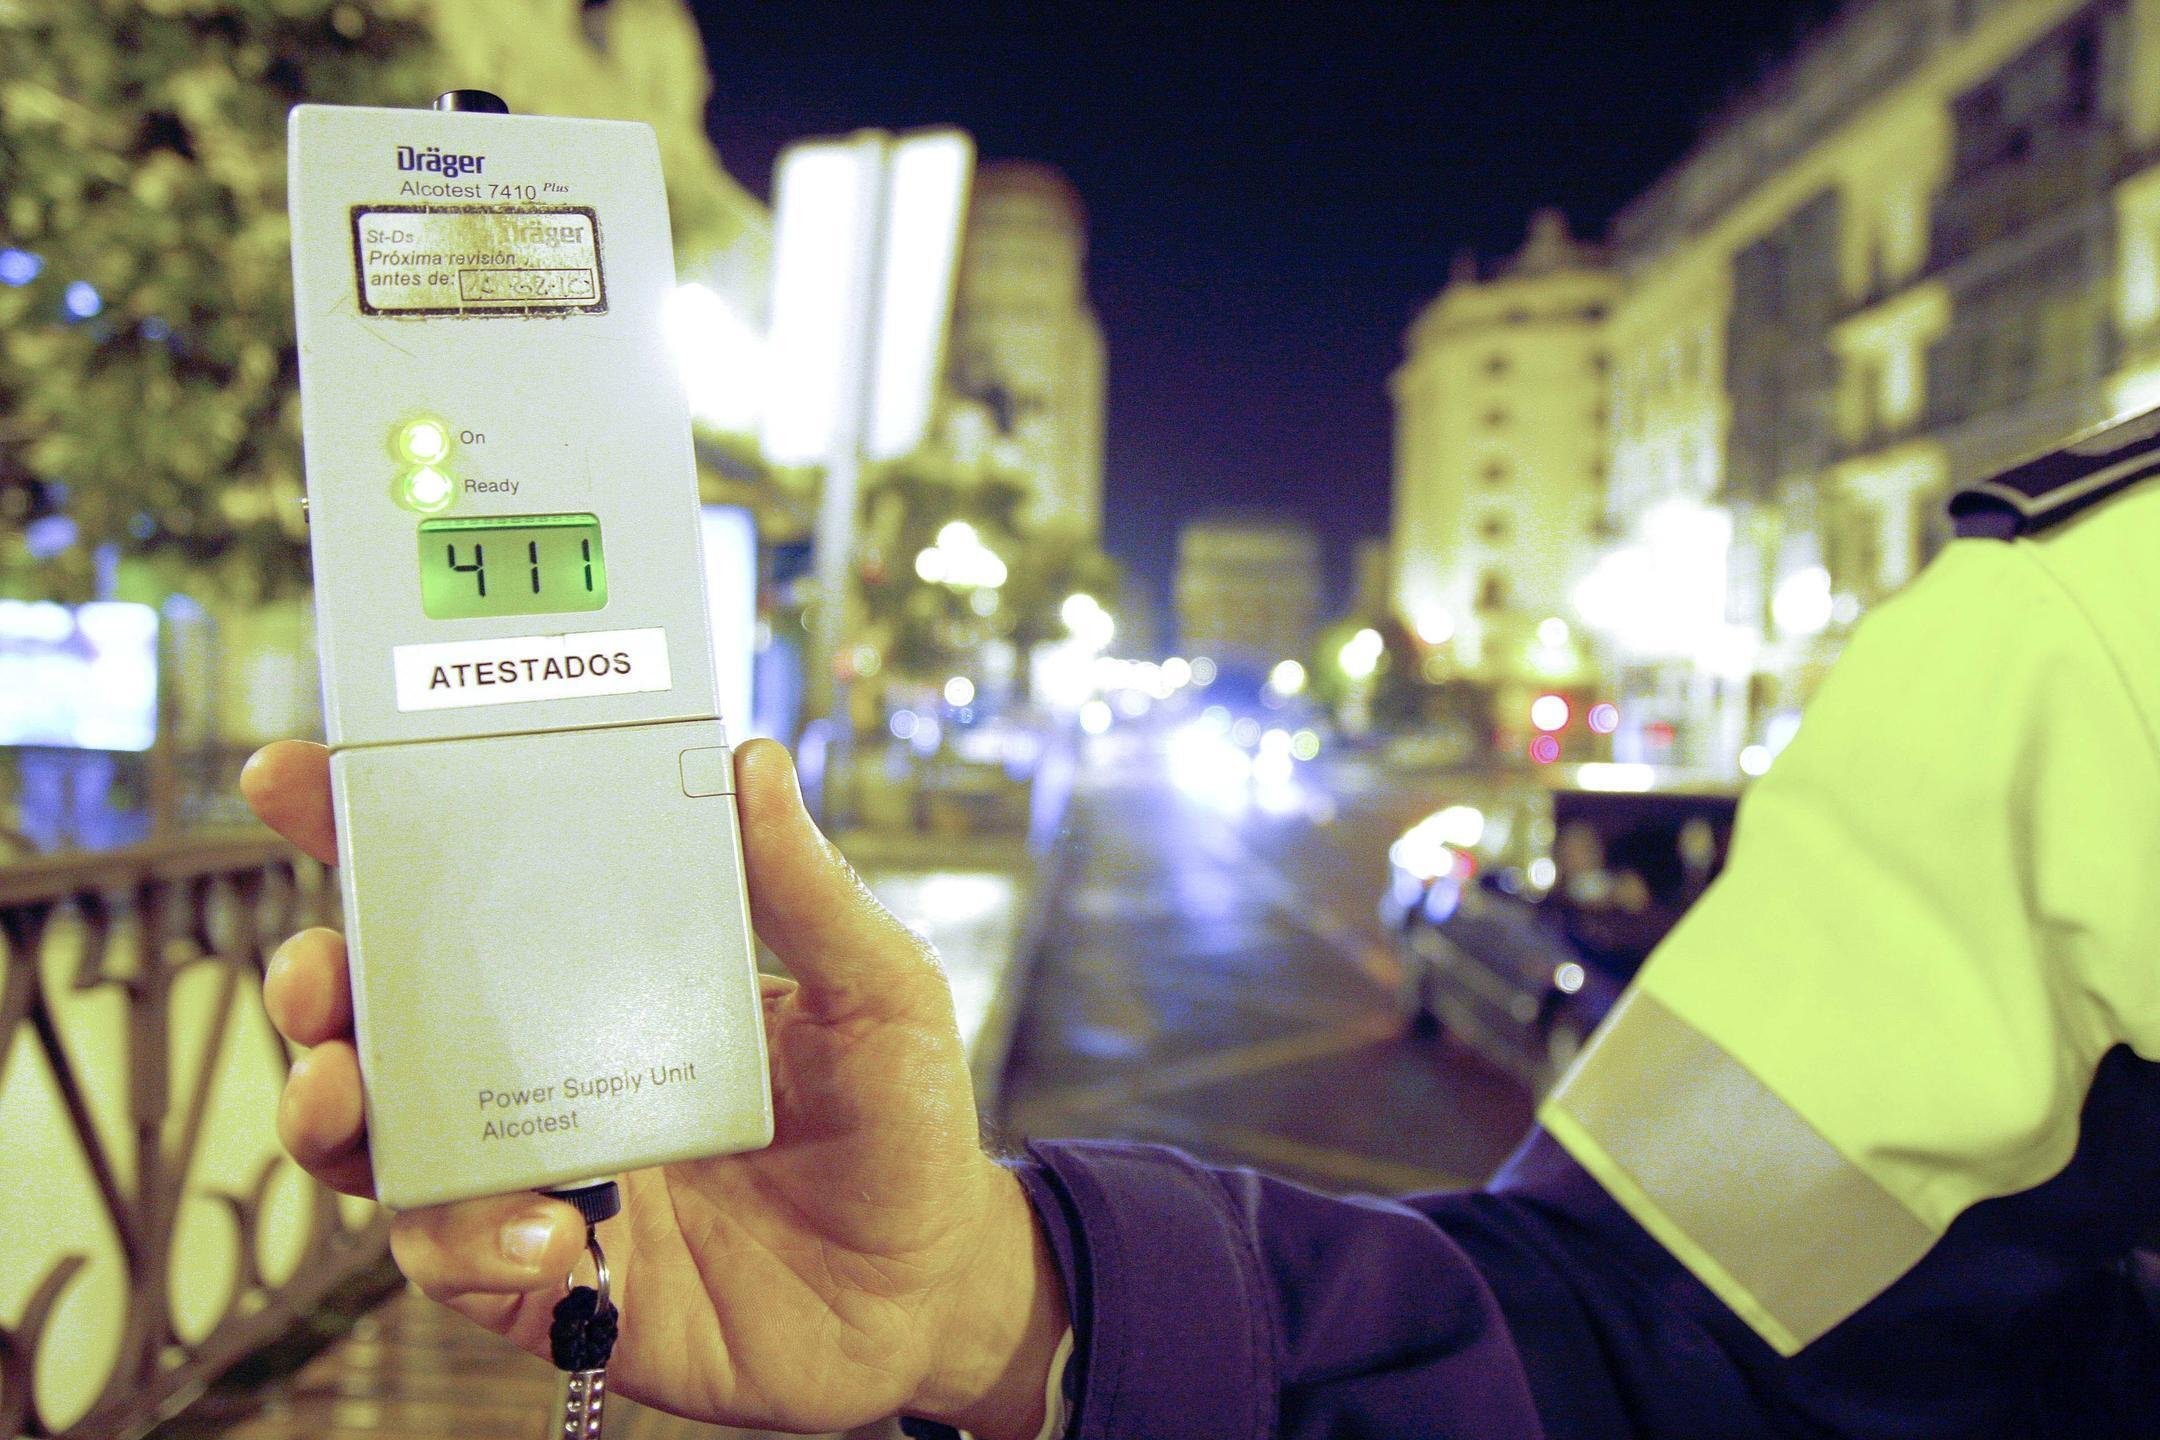 Dräger
Alcotest 7410 Plus
St-Ds Dräger
Próxima revisión
antes de:
On
Ready
411
ATESTADOS
Power Supply Unit
Alcotest